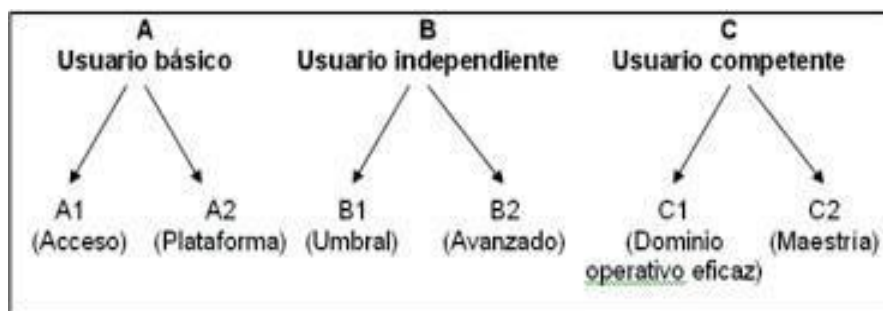 A
Usuario básico
B
Usuario independiente
C
Usuario competente
A1
(Acceso)
A2
(Plataforma)
B1
(Umbral)
B2
(Avanzado)
C1
(Dominio
operativo eficaz)
C2
(Maestría)